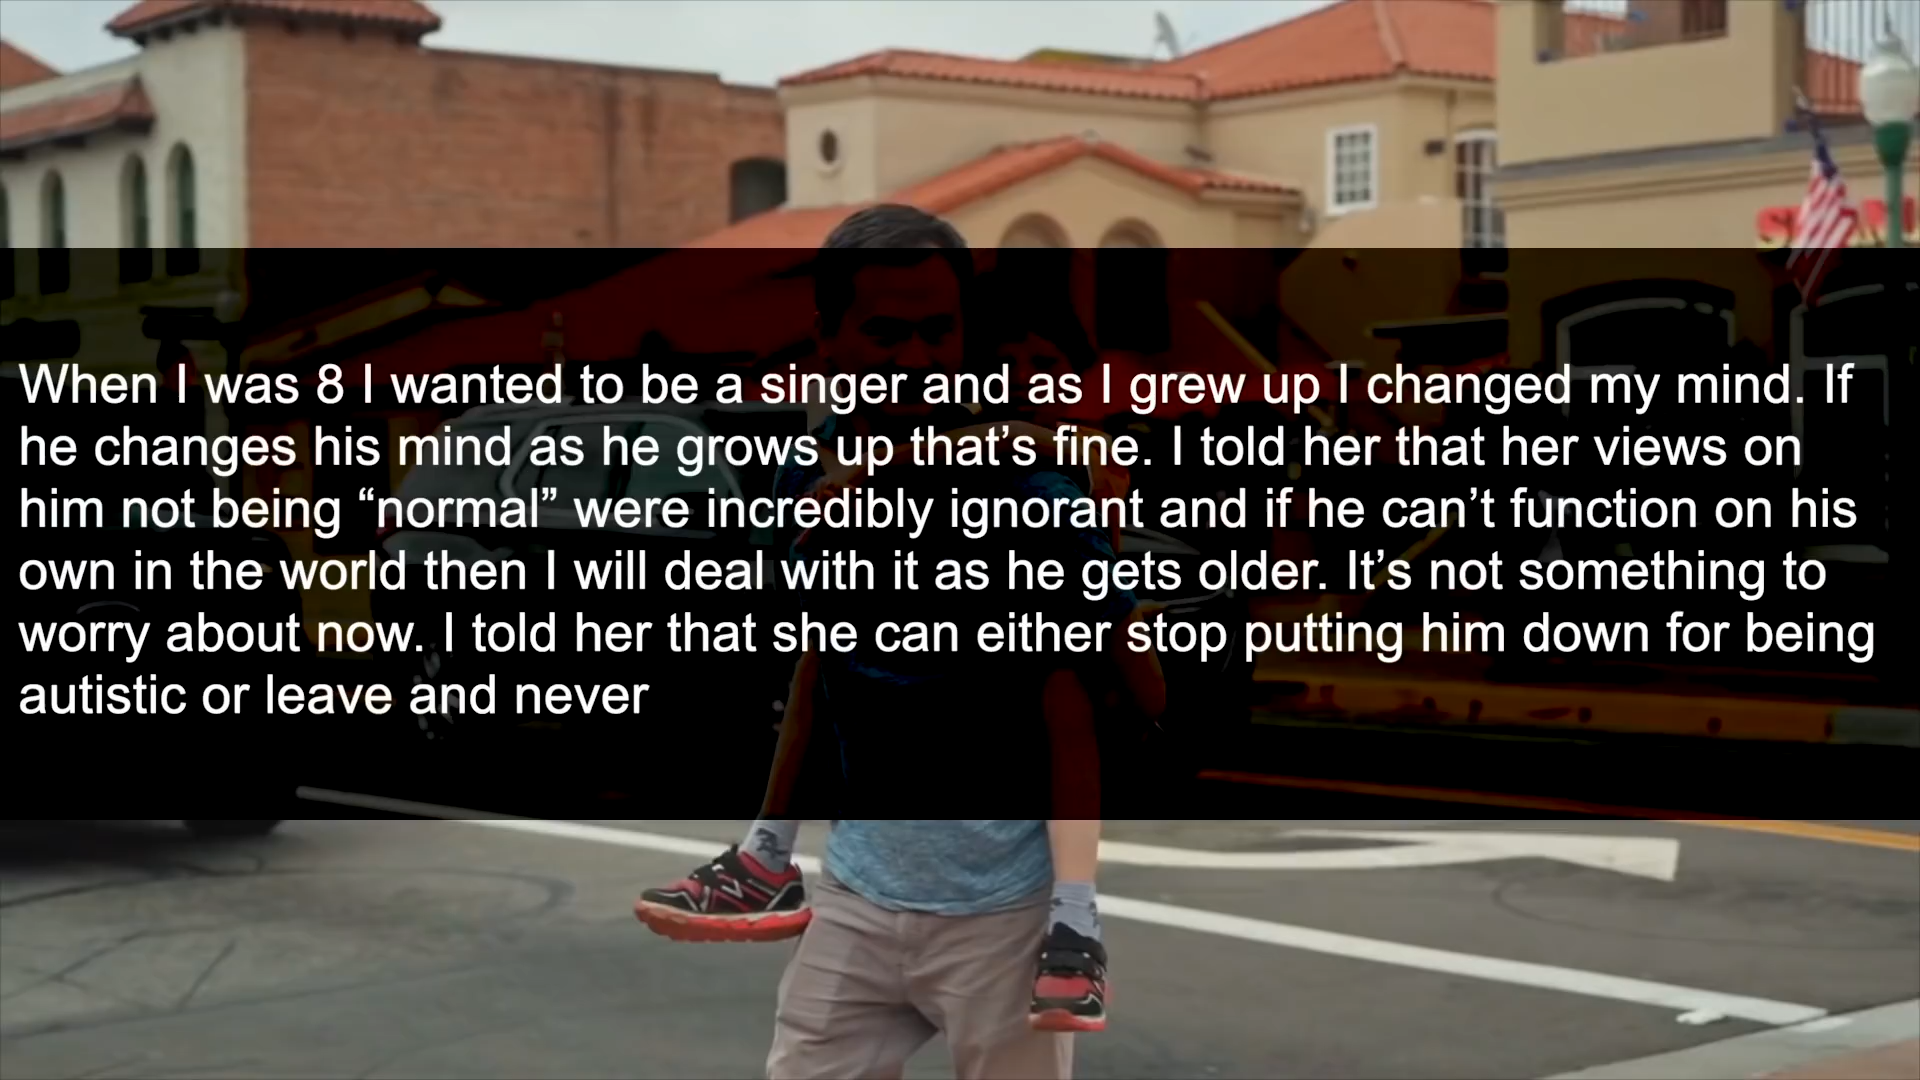 When I was 8 I wanted to be a singer and as I grew up I changed my mind. If
he changes his mind as he grows up that’s fine. I told her that her views on
him not being “normal” were incredibly ignorant and if he can’t function on his
own in the world then I will deal with it as he gets older. It’s not something to
worry about now. I told her that she can either stop putting him down for being
autistic or leave and never